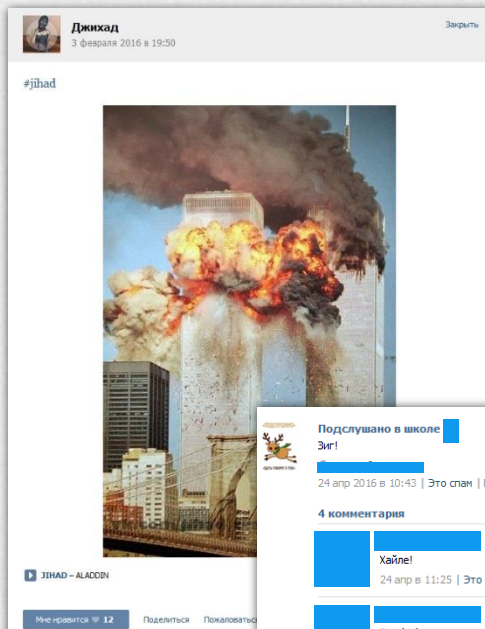 Джихад
Закрыть
3 февраля 2016 в 19:50
#jihad
JIHAD – ALADDIN
Мне нравится 12
Поделиться
Пожаловаться
«ПОДСЛУШАНО»
Подслушано в школе
Зиг!
24 апр 2016 в 10:43 | Это спам |
4 комментария
Хайле!
24 апр в 11:25 | Это